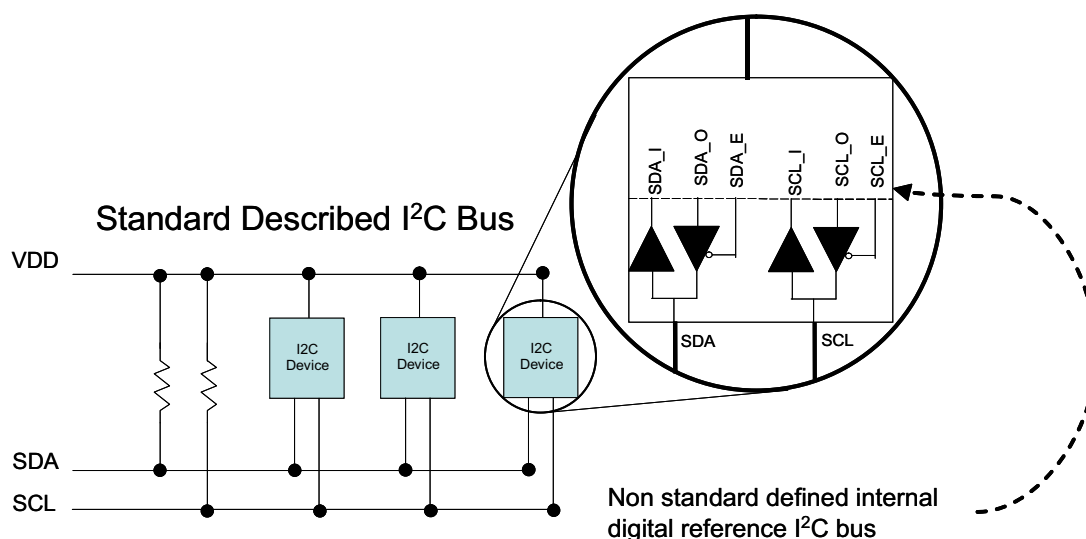 Standard Described I²C Bus
VDD
I2C
Device
I2C
Device
I2C
Device
SDA
SCL
SDA_I
SDA_O
SDA_E
SCL_I
SCL_O
SCL_E
SDA
SCL
Non standard defined internal
digital reference I²C bus